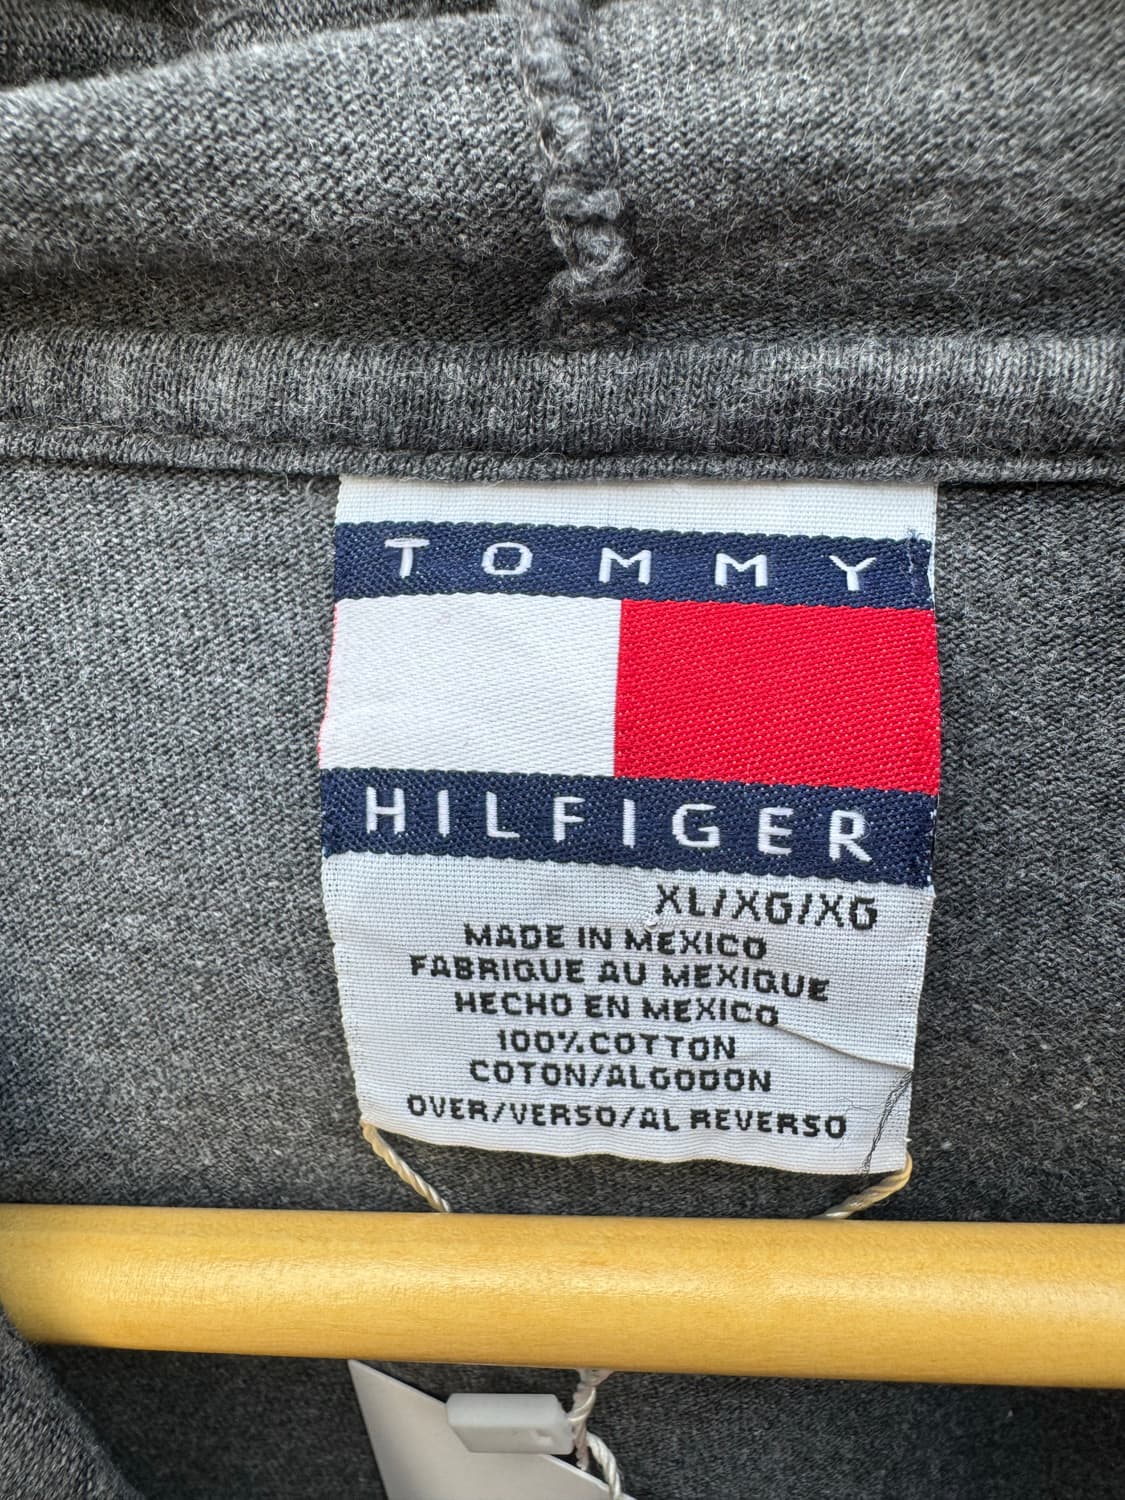 TOMMY
HILFIGER
XL/XG/XG
MADE IN MEXICO
FABRIQUE AU MEXIQUE
HECHO EN MEXICO
100% COTTON
COTON/ALGODON
OVER/VERSO/AL REVERSO